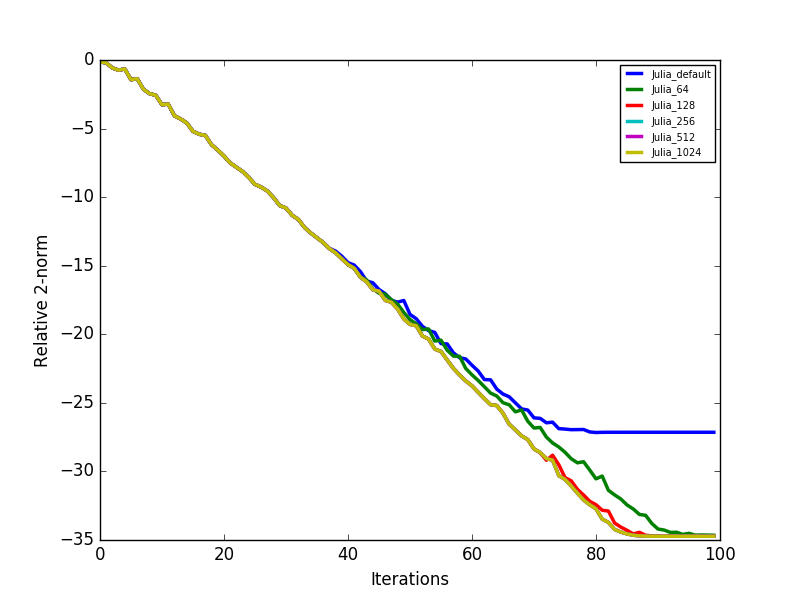 0
−5
−10
−15
−20
−25
−30
−35
0
20
40
60
80
100
Relative 2-norm
Iterations
Julia_default
Julia_64
Julia_128
Julia_256
Julia_512
Julia_1024